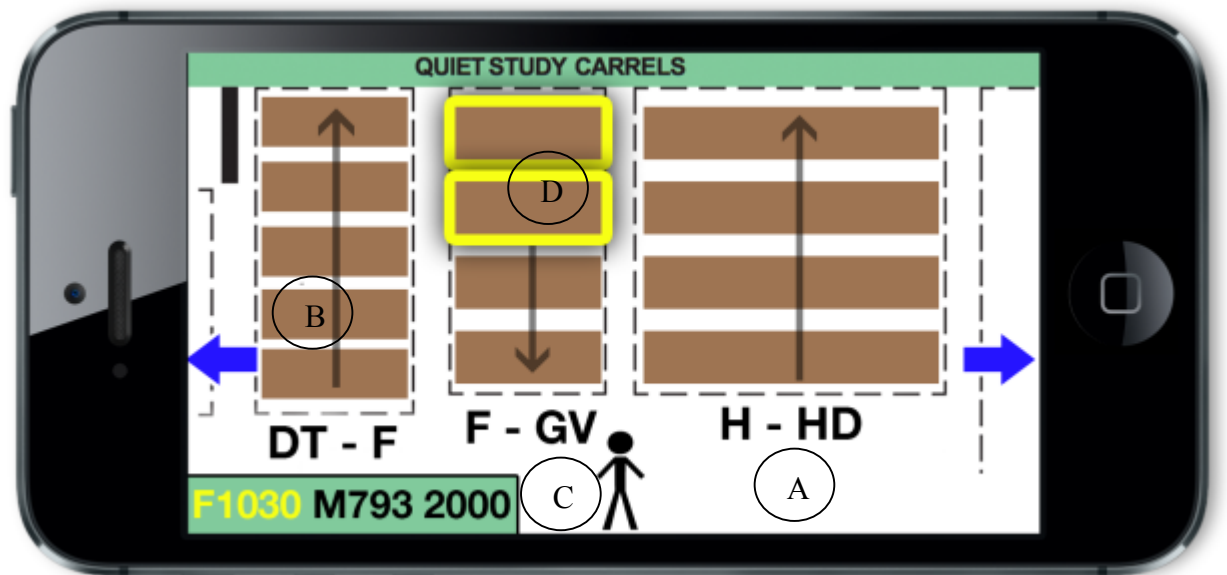 QUIET STUDY CARRELS
D
B
DT - F
F - GV
H - HD
C
A
F1030 M793 2000